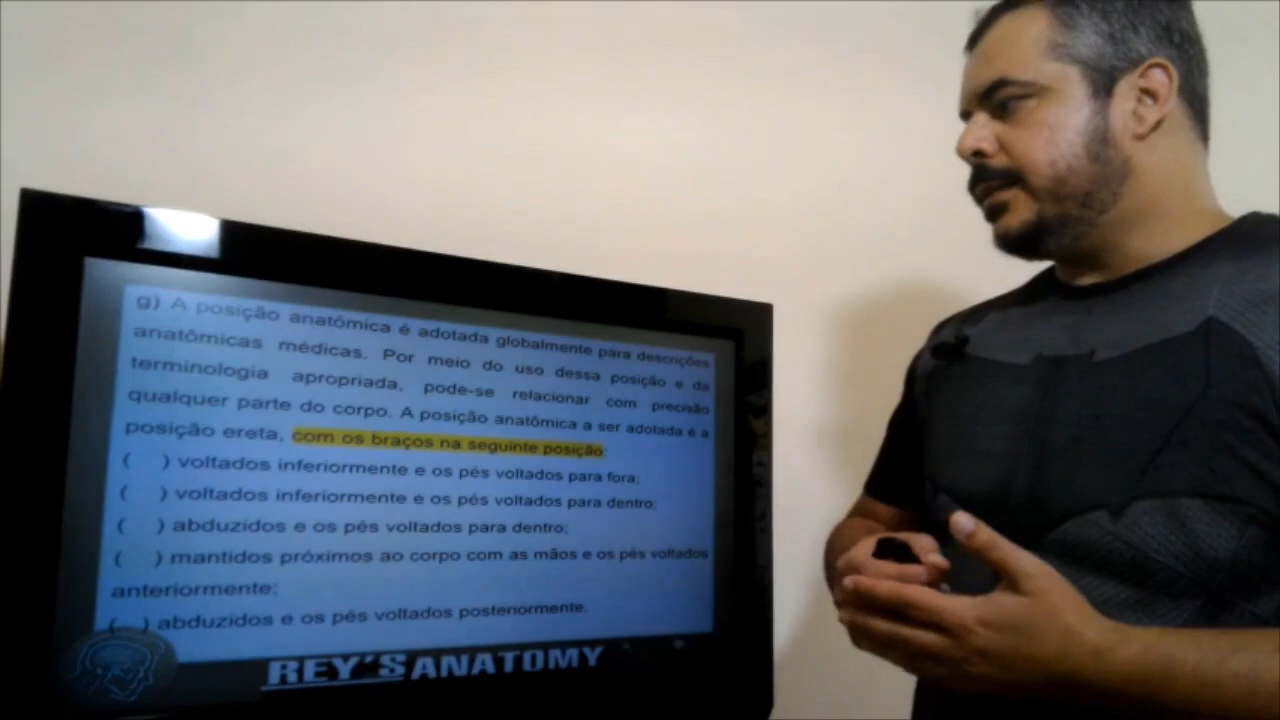 g) A posição anatômica é adotada globalmente para descrições
anatômicas médicas. Por meio do uso dessa posição e da
terminologia apropriada, pode-se relacionar com precisão
qualquer parte do corpo. A posição anatômica a ser adotada é a
posição ereta, com os braços na seguinte posição:
( ) voltados inferiormente e os pés voltados para fora;
( ) voltados inferiormente e os pés voltados para dentro;
( ) abduzidos e os pés voltados para dentro;
( ) mantidos próximos ao corpo com as mãos e os pés voltados
anteriormente;
( ) abduzidos e os pés voltados posteriormente.
REY'S ANATOMY